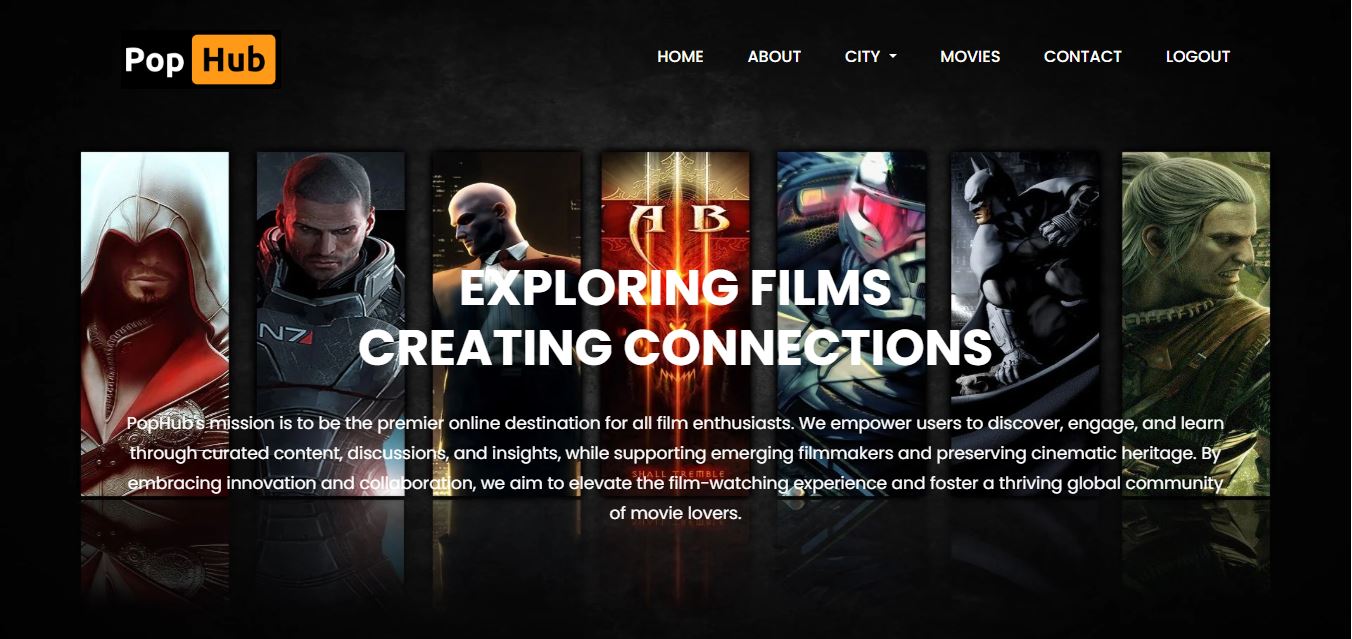 Pop Hub
HOME ABOUT CITY MOVIES CONTACT LOGOUT
A B
N7
EXPLORING FILMS
CREATING CONNECTIONS
PopHub's mission is to be the premier online destination for all film enthusiasts. We empower users to discover, engage, and learn
through curated content, discussions, and insights, while supporting emerging filmmakers and preserving cinematic heritage. By
SHALL TREMBLE
embracing innovation and collaboration, we aim to elevate the film-watching experience and foster a thriving global community
of movie lovers.